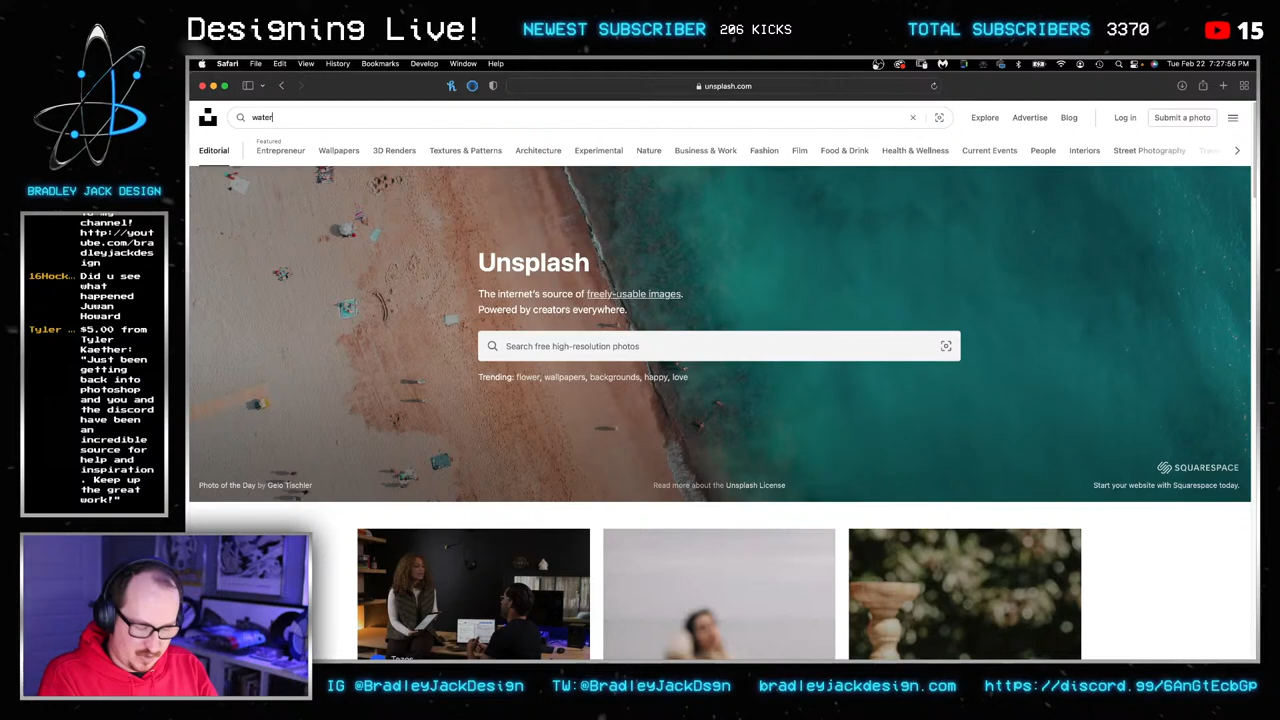 Designing Live!
NEWEST SUBSCRIBER 206 KICKS
TOTAL SUBSCRIBERS 3370
15
BRADLEY JACK DESIGN
Safari File Edit View History Bookmarks Develop Window Help
Tue Feb 22 7:27:56 PM
unsplash.com
water
Explore Advertise Blog Log in Submit a photo
Featured
Editorial Entrepreneur Wallpapers 3D Renders Textures & Patterns Architecture Experimental Nature Business & Work Fashion Film Food & Drink Health & Wellness Current Events People Interiors Street Photography
Unsplash
The internet's source of freely-usable images.
Powered by creators everywhere.
Search free high-resolution photos
Trending: flower, wallpapers, backgrounds, happy, love
SQUARESPACE
Photo of the Day by Geio Tischler
Read more about the Unsplash License
Start your website with Squarespace today.
to my
channel!
http://yout
ube.com/bra
dleyjackdes
ign
16Hock... Did u see
what
happened
Juwan
Howard
Tyler ... $5.00 from
Tyler
Kaether:
"Just been
getting
back into
photoshop
and you and
the discord
have been
an
incredible
source for
help and
inspiration
. Keep up
the great
work!"
IG @BradleyJackDesign
TW:@BradleyJackDsgn
bradleyjackdesign.com
https://discord.gg/6AnGtEcbGp